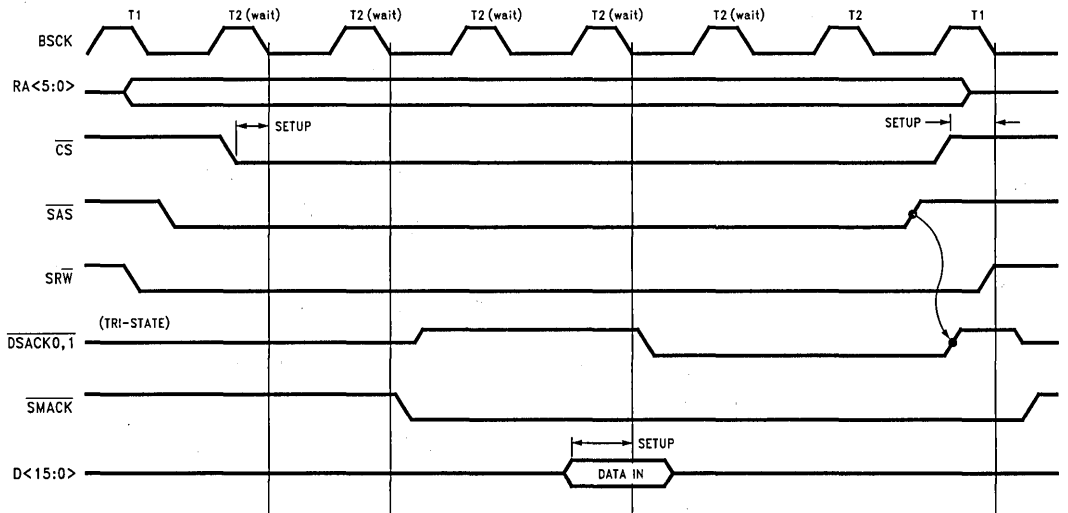 T1 T2 (wait) T2 (wait) T2 (wait) T2 (wait) T2 (wait) T2 T1
BSCK
RA<5:0>
SETUP SETUP
CS
SAS
SRW
(TRI-STATE)
DSACK0,1
SMACK
SETUP
D<15:0> DATA IN